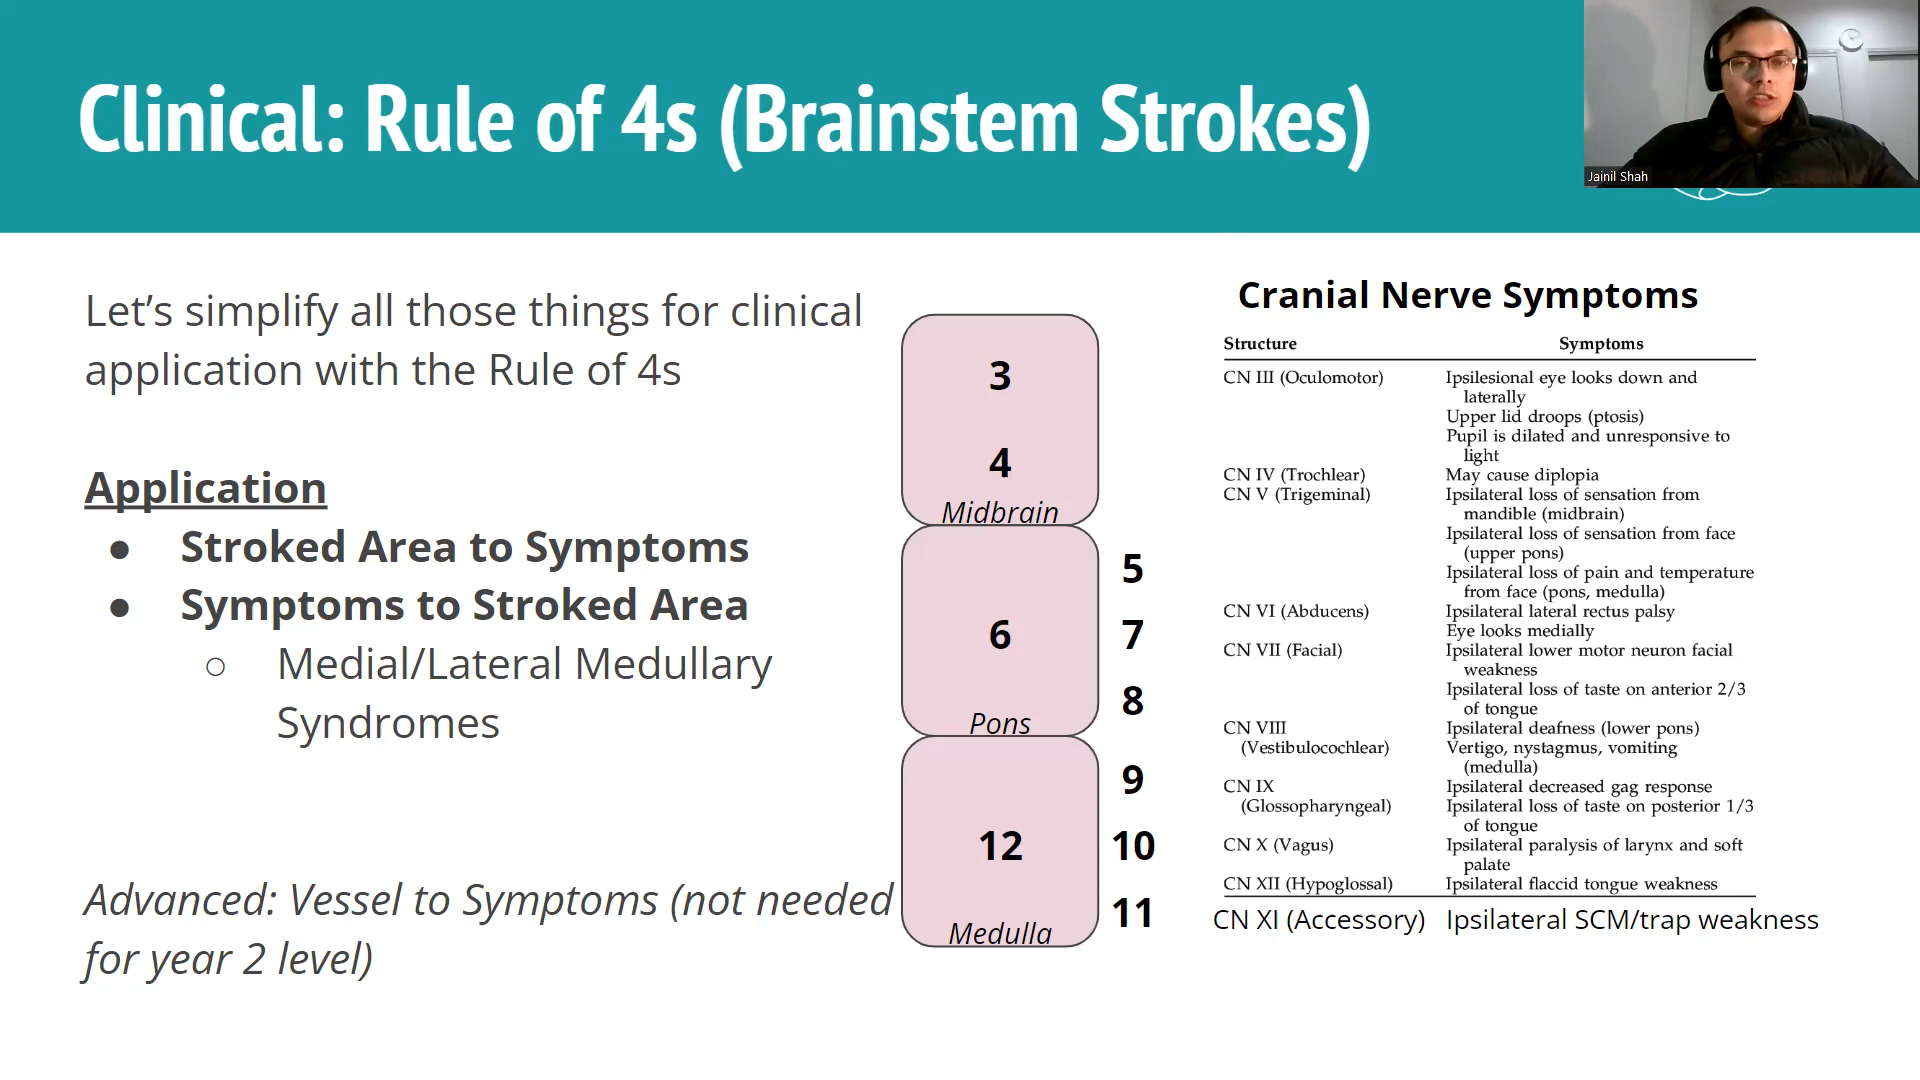 Clinical: Rule of 4s (Brainstem Strokes)
Jainil Shah
Let’s simplify all those things for clinical
application with the Rule of 4s
Application
● Stroked Area to Symptoms
● Symptoms to Stroked Area
○ Medial/Lateral Medullary
Syndromes
Advanced: Vessel to Symptoms (not needed
for year 2 level)
3
4
Midbrain
5
6
7
8
Pons
9
12
10
11
Medulla
Cranial Nerve Symptoms
Structure Symptoms
CN III (Oculomotor) Ipsilesional eye looks down and
laterally
Upper lid droops (ptosis)
Pupil is dilated and unresponsive to
light
CN IV (Trochlear) May cause diplopia
CN V (Trigeminal) Ipsilateral loss of sensation from
mandible (midbrain)
Ipsilateral loss of sensation from face
(upper pons)
Ipsilateral loss of pain and temperature
from face (pons, medulla)
CN VI (Abducens) Ipsilateral lateral rectus palsy
Eye looks medially
CN VII (Facial) Ipsilateral lower motor neuron facial
weakness
Ipsilateral loss of taste on anterior 2/3
of tongue
CN VIII Ipsilateral deafness (lower pons)
(Vestibulocochlear) Vertigo, nystagmus, vomiting
(medulla)
CN IX Ipsilateral decreased gag response
(Glossopharyngeal) Ipsilateral loss of taste on posterior 1/3
of tongue
CN X (Vagus) Ipsilateral paralysis of larynx and soft
palate
CN XII (Hypoglossal) Ipsilateral flaccid tongue weakness
CN XI (Accessory) Ipsilateral SCM/trap weakness